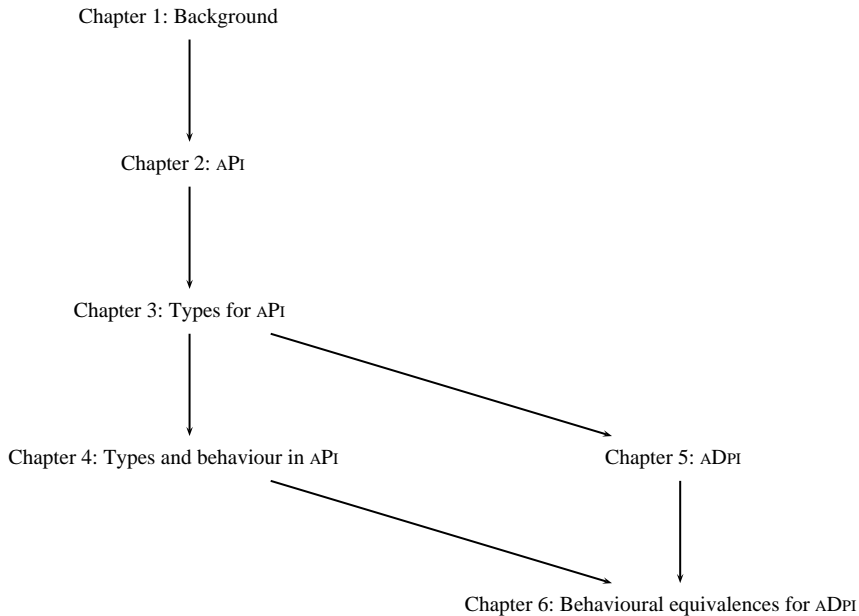 Chapter 1: Background
Chapter 2: aPi
Chapter 3: Types for aPi
Chapter 4: Types and behaviour in aPi
Chapter 5: aDpi
Chapter 6: Behavioural equivalences for aDpi